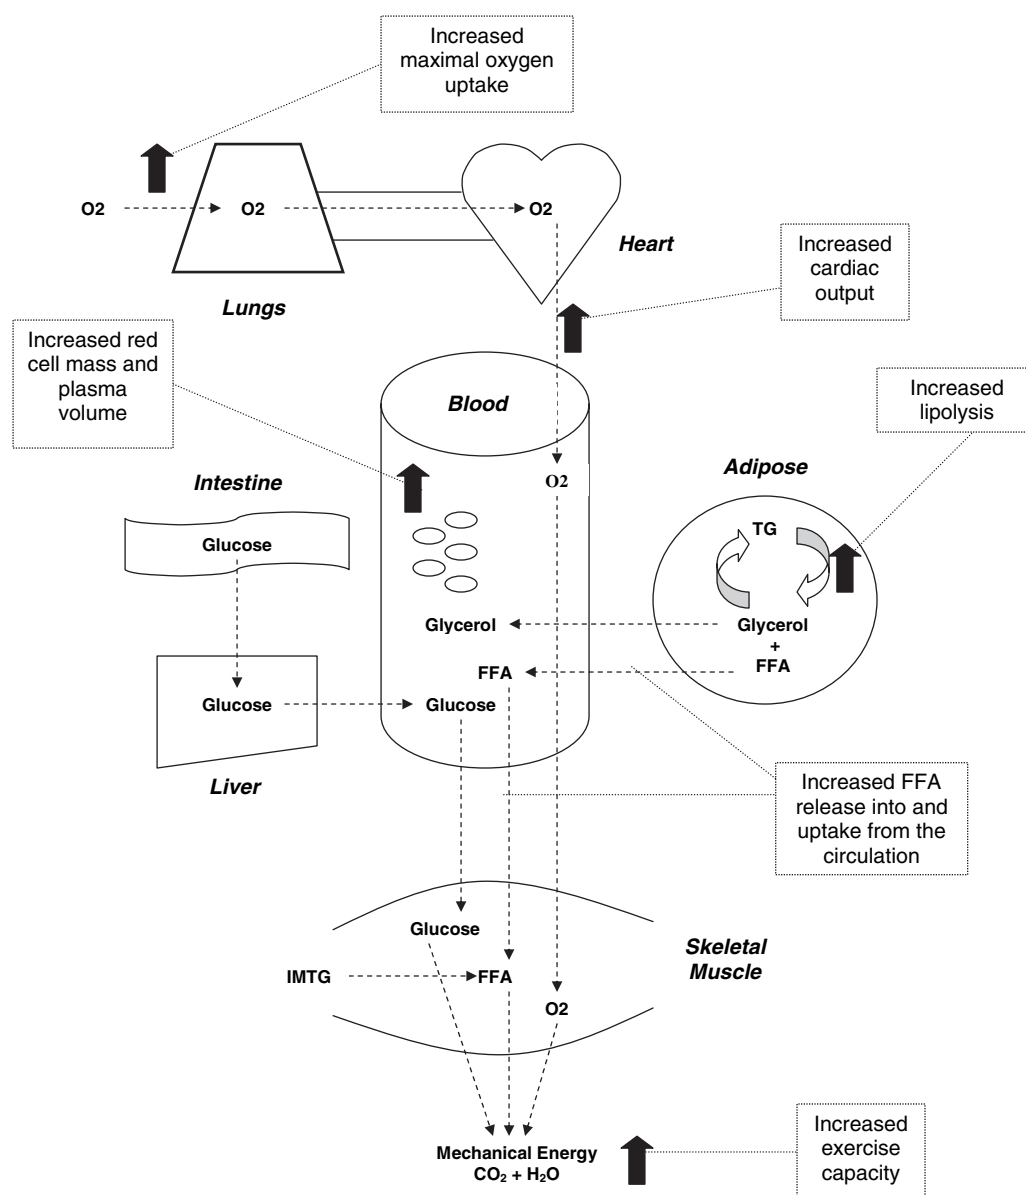 Increased
maximal oxygen
uptake
O2
O2
O2
Heart
Lungs
Increased
cardiac
output
Increased red
cell mass and
plasma
volume
Blood
Increased
lipolysis
O2
Intestine
Glucose
Adipose
TG
Glycerol
Glycerol
+
FFA
FFA
Glucose
Glucose
Liver
Increased FFA
release into and
uptake from the
circulation
Glucose
Skeletal
Muscle
IMTG
FFA
O2
Mechanical Energy
CO₂ + H₂O
Increased
exercise
capacity